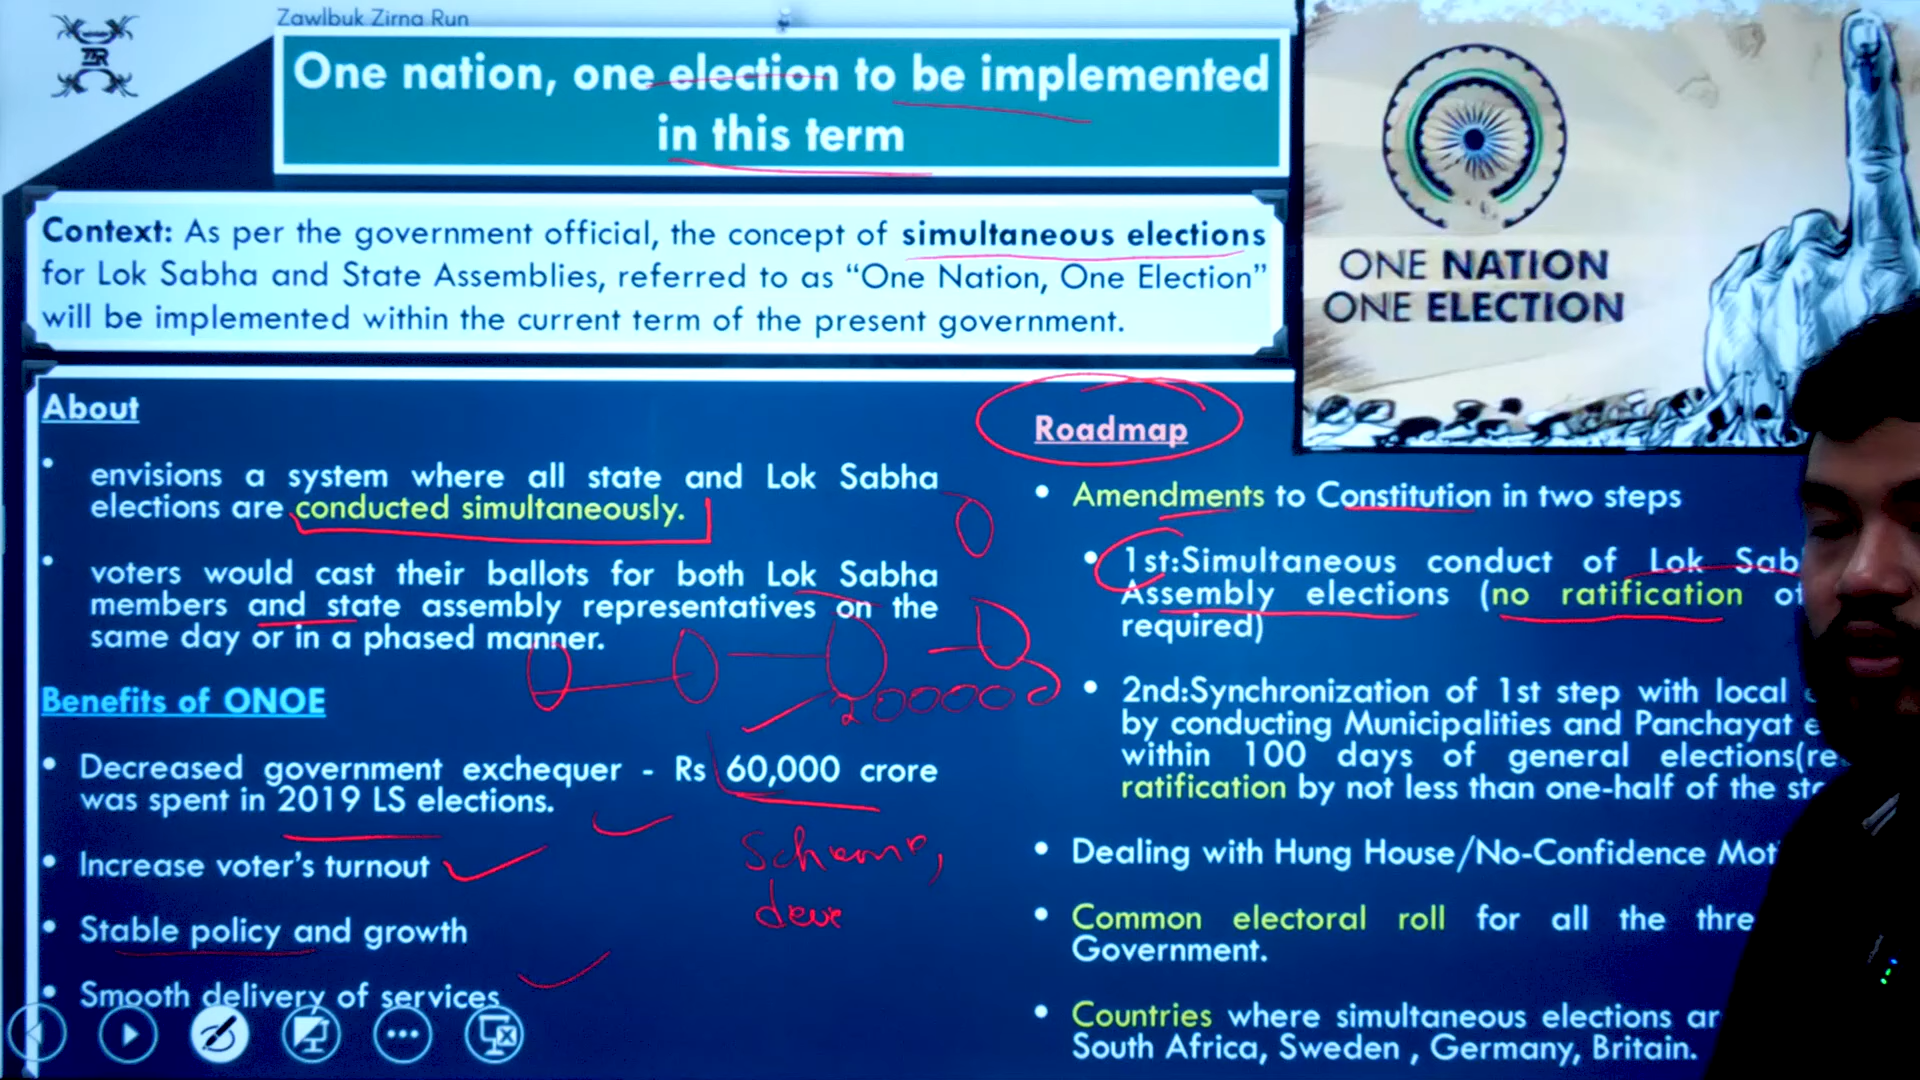 Zawlbuk Zirna Run
One nation, one election to be implemented
in this term
Context: As per the government official, the concept of simultaneous elections
for Lok Sabha and State Assemblies, referred to as “One Nation, One Election”
will be implemented within the current term of the present government.
ONE NATION
ONE ELECTION
About
• envisions a system where all state and Lok Sabha
elections are conducted simultaneously.
• voters would cast their ballots for both Lok Sabha
members and state assembly representatives on the
same day or in a phased manner.
Benefits of ONOE
• Decreased government exchequer - Rs 60,000 crore
was spent in 2019 LS elections.
• Increase voter’s turnout
• Stable policy and growth
• Smooth delivery of services
Scheme,
deve
Roadmap
• Amendments to Constitution in two steps
• 1st:Simultaneous conduct of Lok Sab
Assembly elections (no ratification of
required)
• 2nd:Synchronization of 1st step with local
by conducting Municipalities and Panchayat
within 100 days of general elections(re
ratification by not less than one-half of the
• Dealing with Hung House/No-Confidence
• Common electoral roll for all the
Government.
• Countries where simultaneous elections
South Africa, Sweden , Germany, Britain.